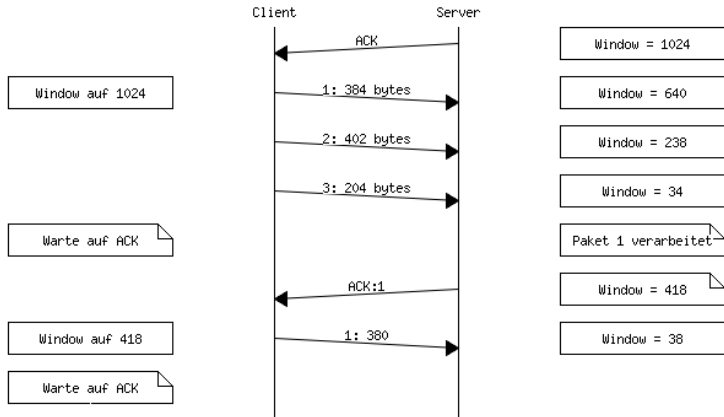 Client Server
ACK Window = 1024
Window auf 1024 1: 384 bytes Window = 640
2: 402 bytes Window = 238
3: 204 bytes Window = 34
Warte auf ACK Paket 1 verarbeitet
ACK:1 Window = 418
Window auf 418 1: 380 Window = 38
Warte auf ACK